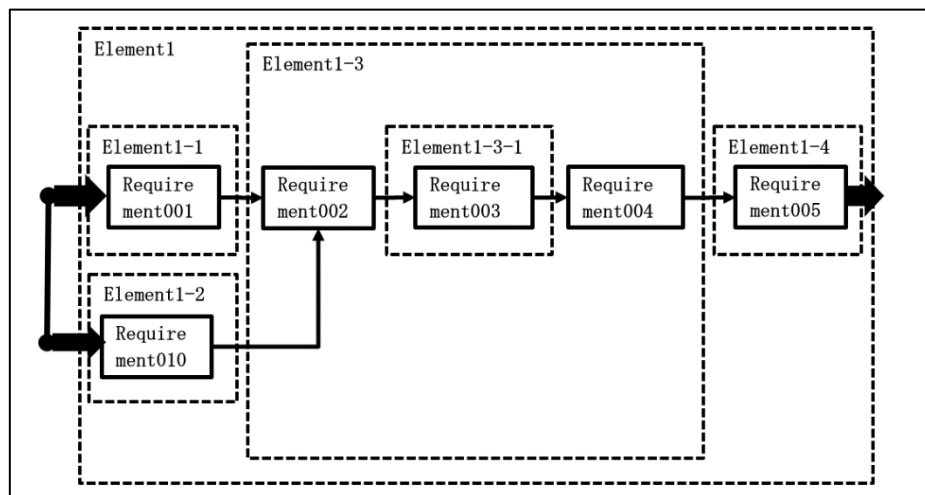 Element1
Element1-3
Element1-1
Require
ment001
Require
ment002
Element1-3-1
Require
ment003
Require
ment004
Element1-4
Require
ment005
Element1-2
Require
ment010